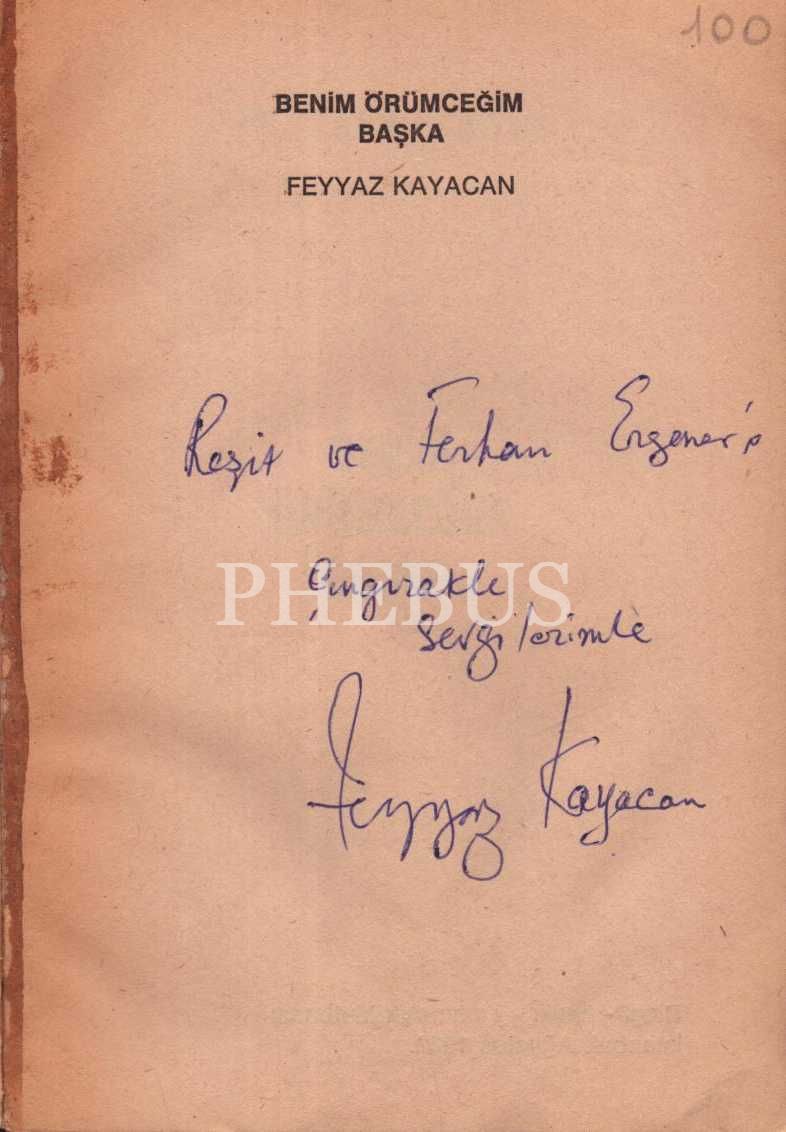 100
BENİM ÖRÜMCEĞİM
BAŞKA
FEYYAZ KAYACAN
Reşit ve Ferhan Ergener'e
Çıngıraklı
sevgilerimle
PHEBUS
Feyyaz Kayacan